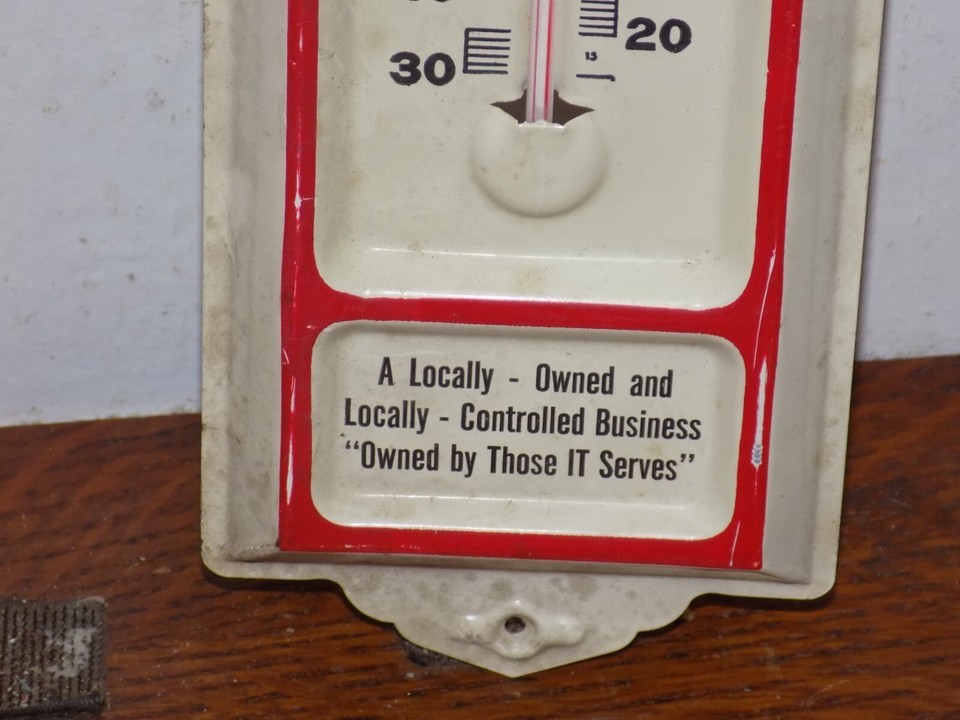 20
30
A Locally - Owned and
Locally - Controlled Business
“Owned by Those IT Serves”